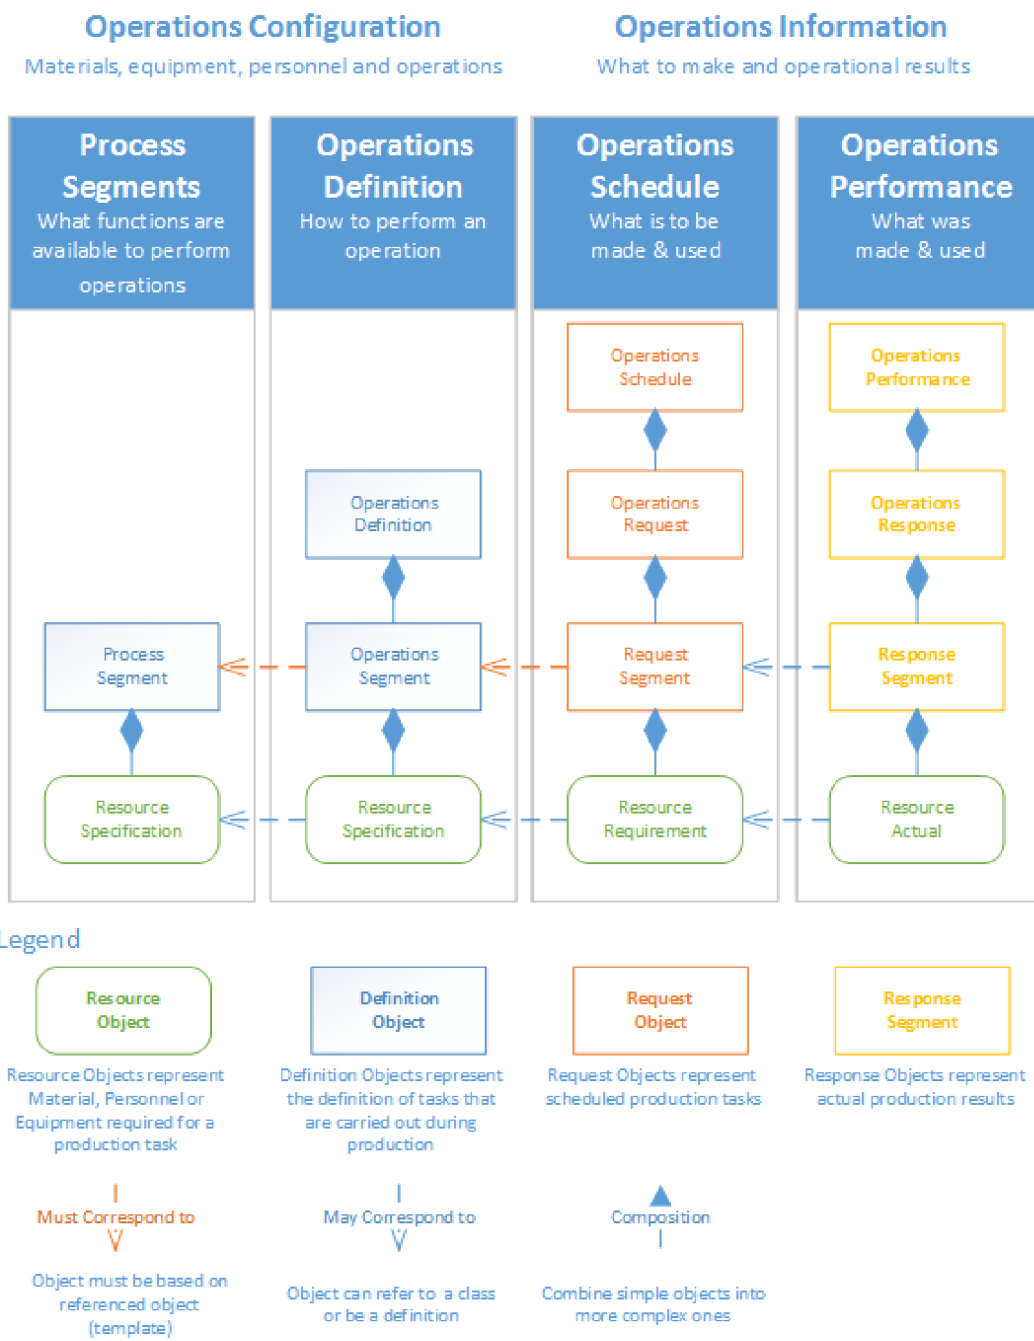 Operations Configuration
Materials, equipment, personnel and operations
Operations Information
What to make and operational results
Process
Segments
What functions are
available to perform
operations
Operations
Definition
How to perform an
operation
Operations
Schedule
What is to be
made & used
Operations
Performance
What was
made & used
Operations
Schedule
Operations
Performance
Operations
Definition
Operations
Request
Operations
Response
Process
Segment
Operations
Segment
Request
Segment
Response
Segment
Resource
Specification
Resource
Specification
Resource
Requirement
Resource
Actual
Legend
Resource
Object
Definition
Object
Request
Object
Response
Segment
Resource Objects represent
Material, Personnel or
Equipment required for a
production task
Definition Objects represent
the definition of tasks that
are carried out during
production
Request Objects represent
scheduled production tasks
Response Objects represent
actual production results
Must Correspond to
May Correspond to
Composition
Object must be based on
referenced object
(template)
Object can refer to a class
or be a definition
Combine simple objects into
more complex ones